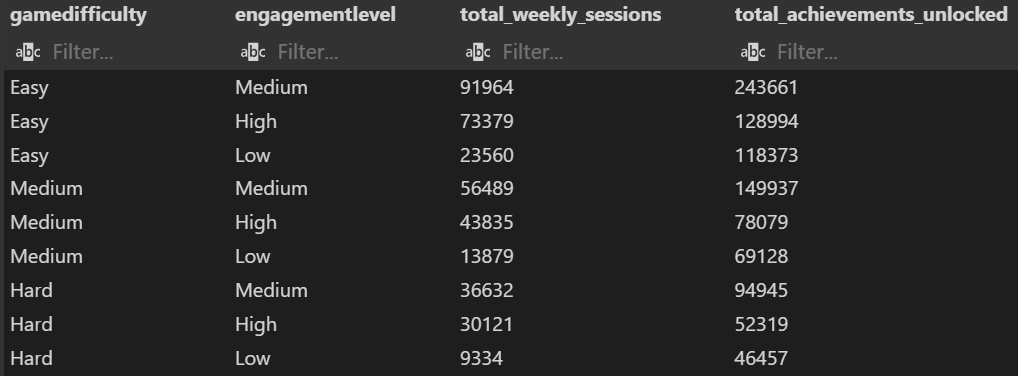 gamedifficulty engagementlevel total_weekly_sessions total_achievements_unlocked
abc Filter... abc Filter... abc Filter... abc Filter...
Easy Medium 91964 243661
Easy High 73379 128994
Easy Low 23560 118373
Medium Medium 56489 149937
Medium High 43835 78079
Medium Low 13879 69128
Hard Medium 36632 94945
Hard High 30121 52319
Hard Low 9334 46457